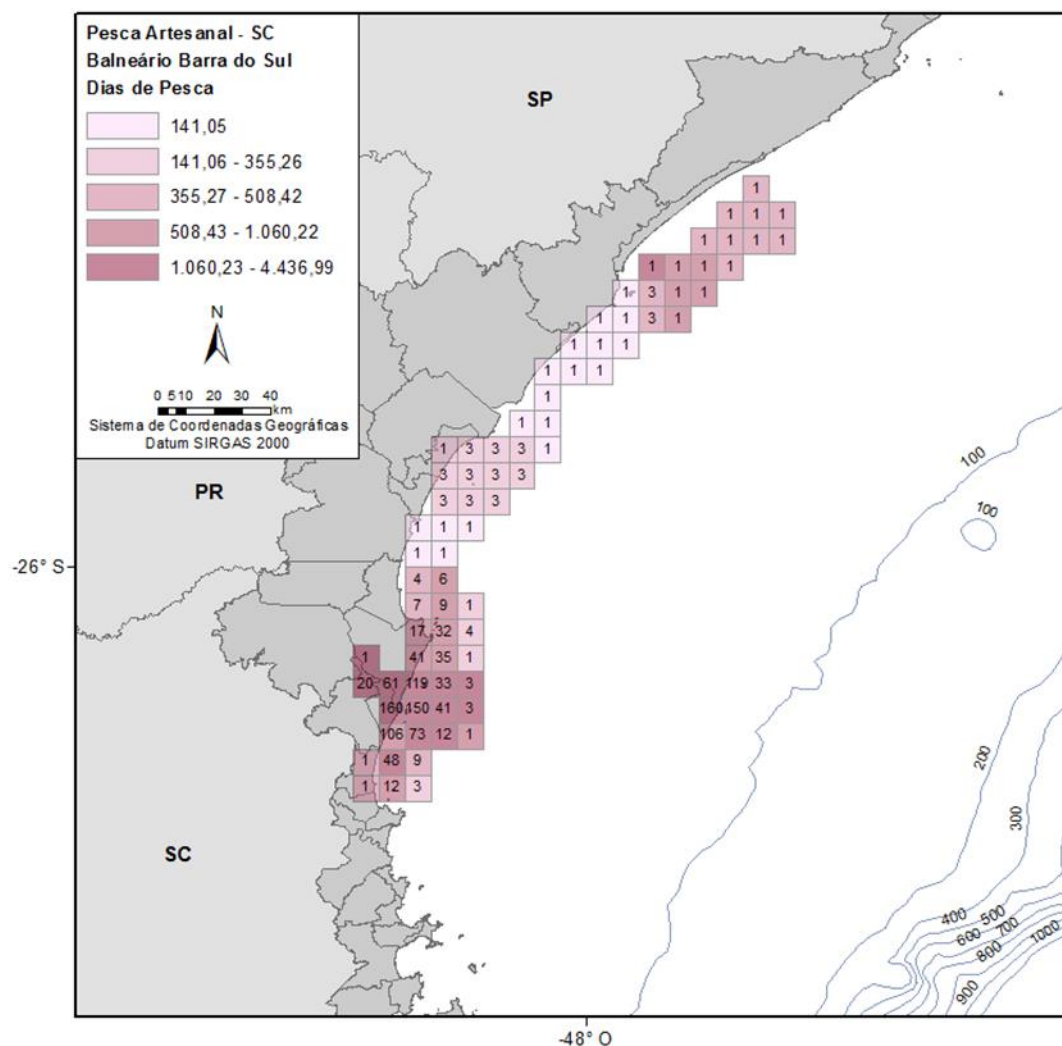 Pesca Artesanal - SC
Balneário Barra do Sul
Dias de Pesca
141,05
141,06 - 355,26
355,27 - 508,42
508,43 - 1.060,22
1.060,23 - 4.436,99
N
0 5 10 20 30 40
km
Sistema de Coordenadas Geográficas
Datum SIRGAS 2000
SP
PR
SC
1
1 1 1
1 1 1 1
1 1 1 1
1 3 1 1
1 1 3 1
1 1 1
1 1 1
1
1 1
1 3 3 3 1
3 3 3 3
3 3 3
1 1 1
1 1
4 6
7 9 1
17 32 4
1 41 35 1
20 61 119 33 3
160 150 41 3
106 73 12 1
1 48 9
1 12 3
100
100
200
300
400
500
600
700
800
900
1000
-26° S
-48° O